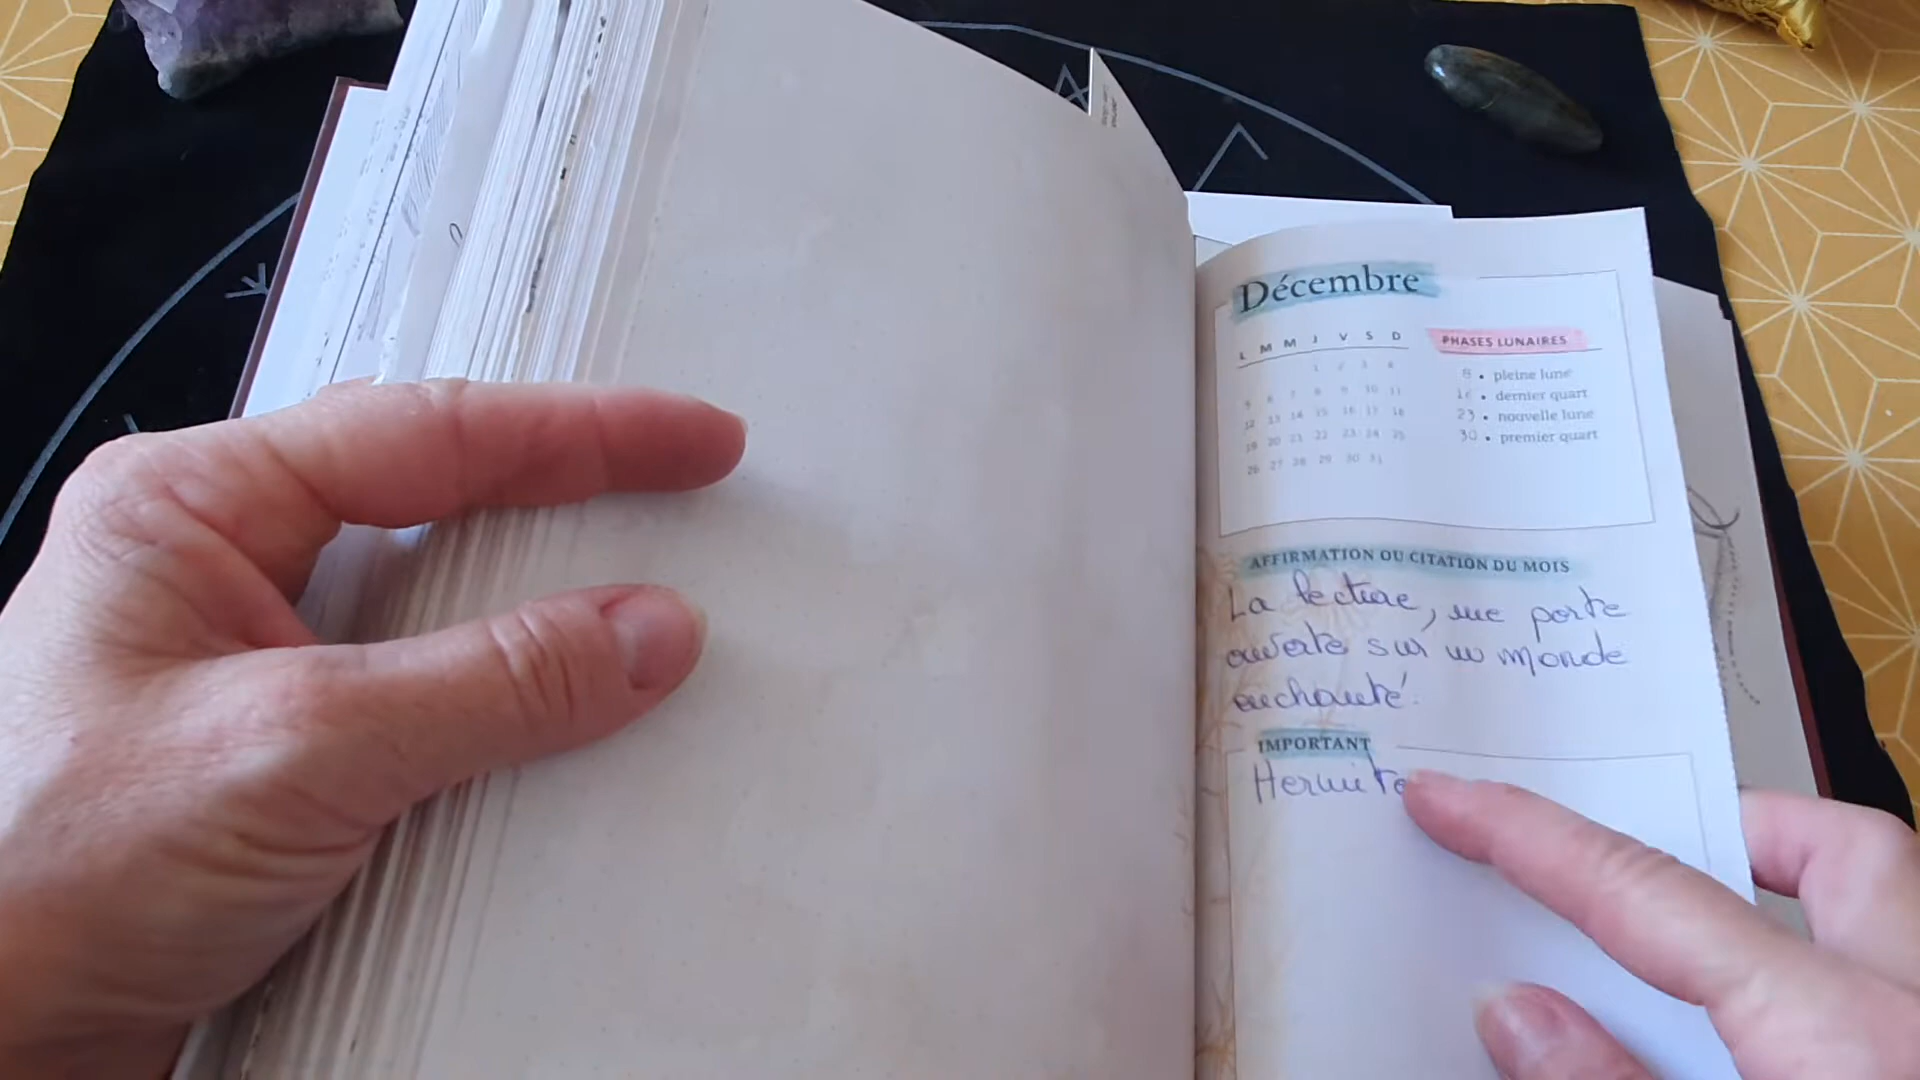 Décembre
L M M J V S D
1 2 3 4
5 6 7 8 9 10 11
12 13 14 15 16 17 18
19 20 21 22 23 24 25
26 27 28 29 30 31
PHASES LUNAIRES
8 • pleine lune
16 • dernier quart
23 • nouvelle lune
30 • premier quart
AFFIRMATION OU CITATION DU MOIS
La lecture, une porte
ouverte sur un monde
enchanté.
IMPORTANT
Hermite